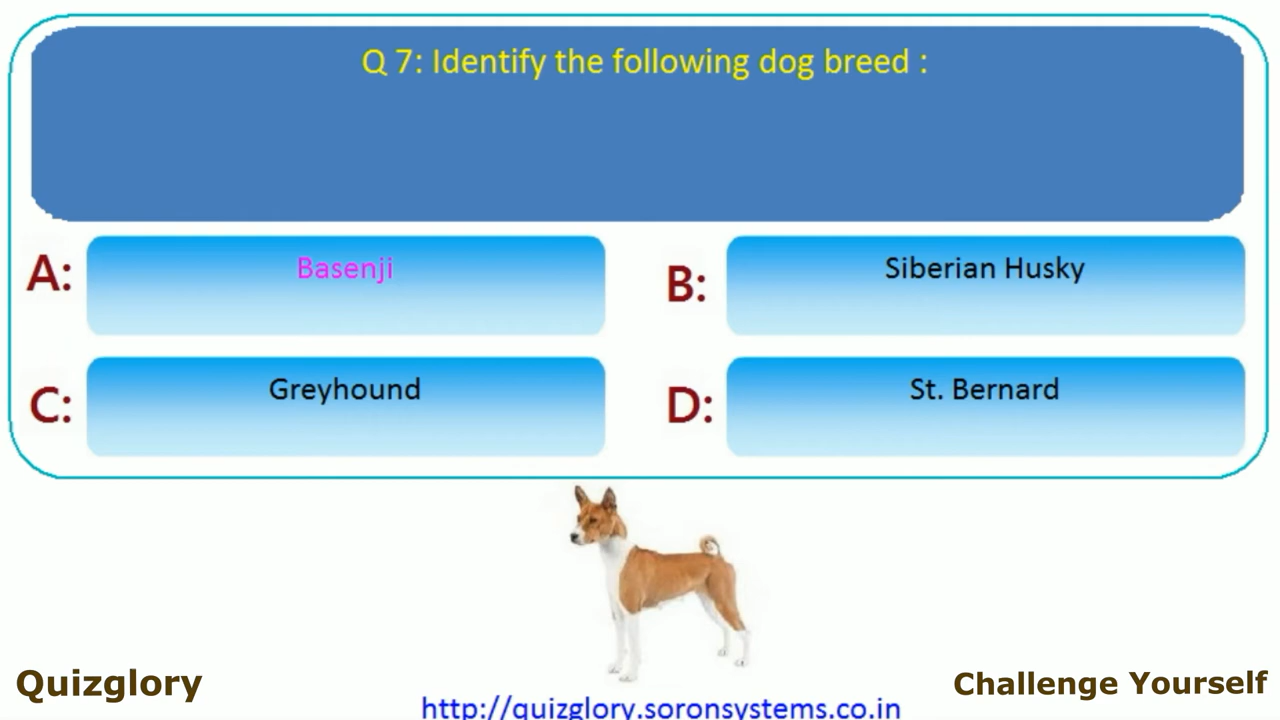 Q 7: Identify the following dog breed :
A: Basenji
B: Siberian Husky
C: Greyhound
D: St. Bernard
Quizglory
Challenge Yourself
http://quizglory.soronsystems.co.in